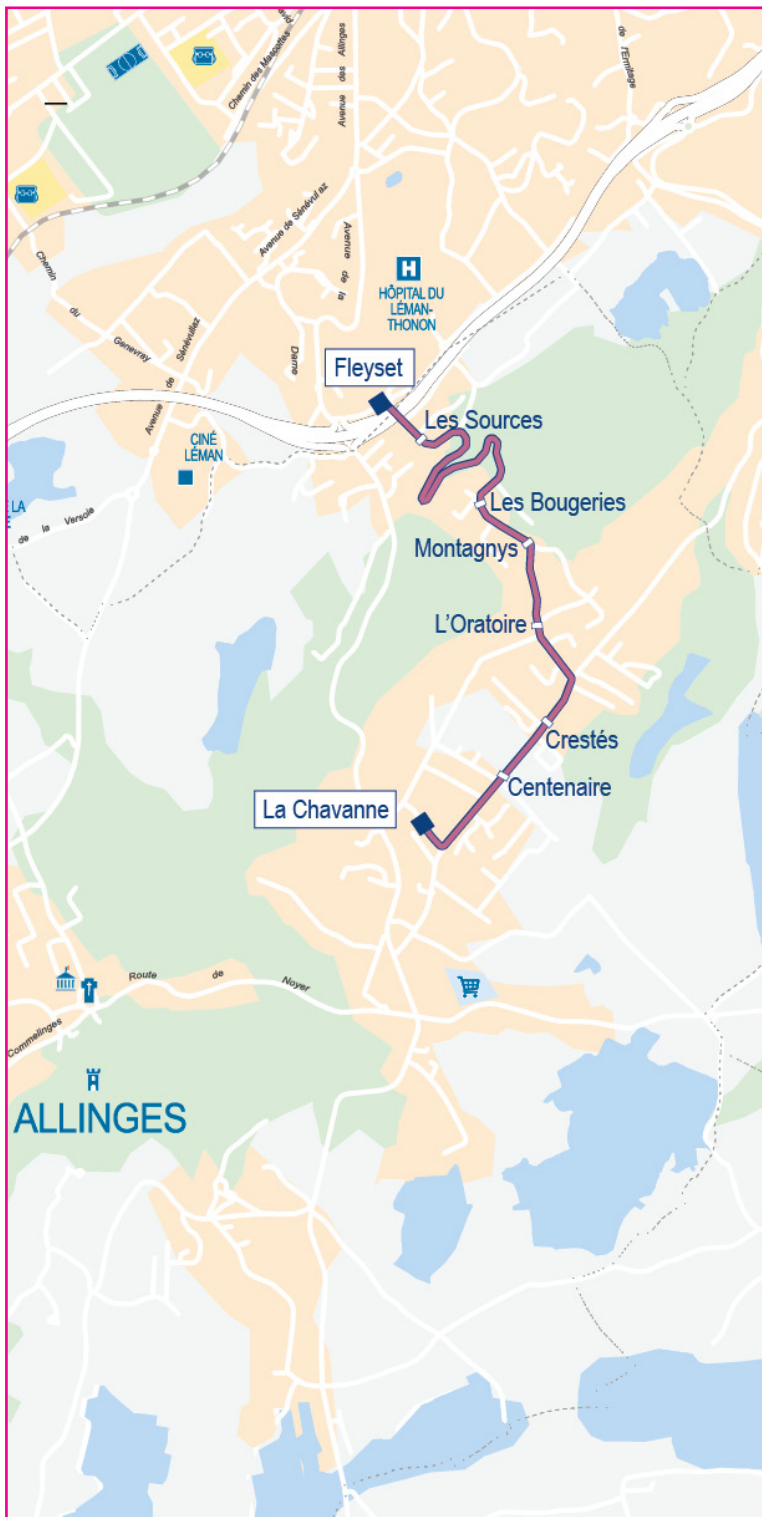 Chemin des Mascottes
Avenue des Allinges
de l'Ermitage
Avenue de Sénévulaz
Avenue de la
Dame
Chemin du Genevray
Avenue de Sénévullaz
HÔPITAL DU
LÉMAN-
THONON
Fleyset
Les Sources
CINÉ
LÉMAN
LA
de la Versoie
Les Bougeries
Montagnys
L'Oratoire
Crestés
Centenaire
La Chavanne
Route de Noyer
Commelinges
ALLINGES